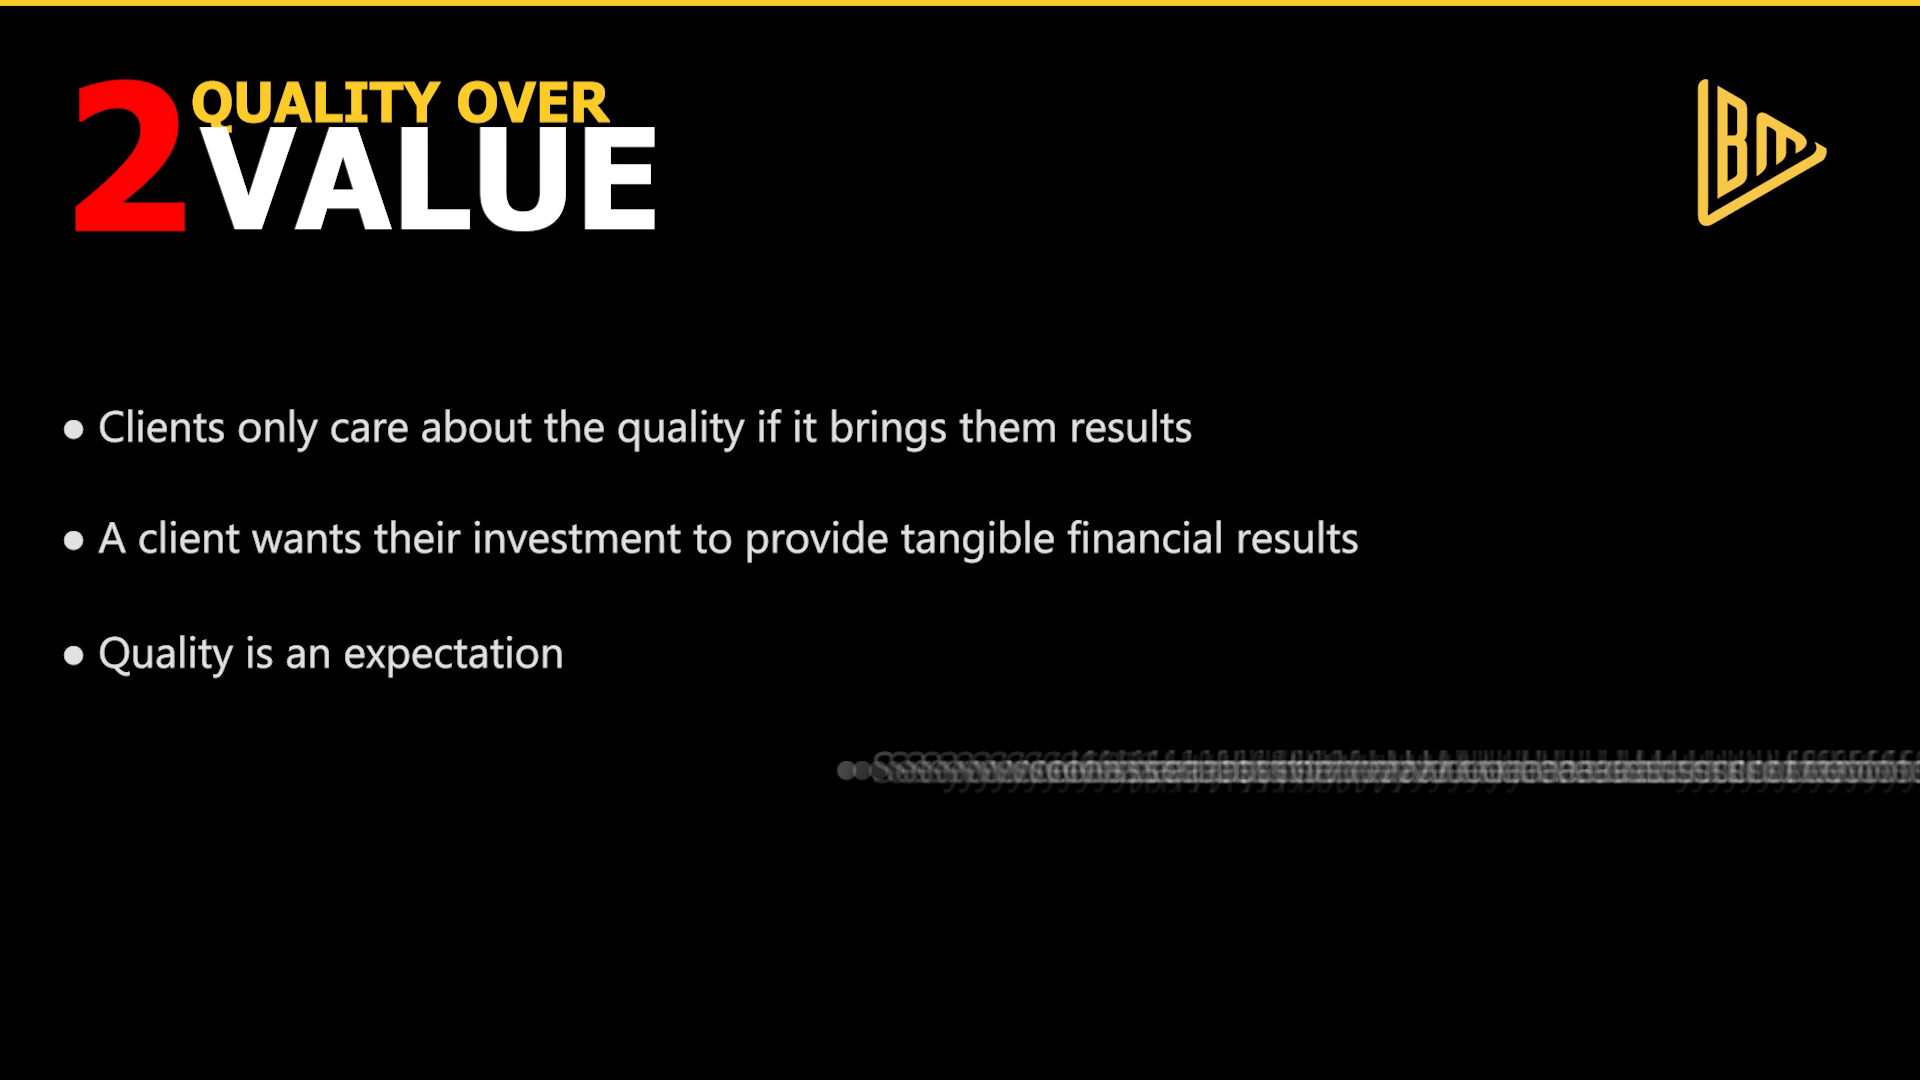 2 QUALITY OVER
VALUE
BM
● Clients only care about the quality if it brings them results
● A client wants their investment to provide tangible financial results
● Quality is an expectation